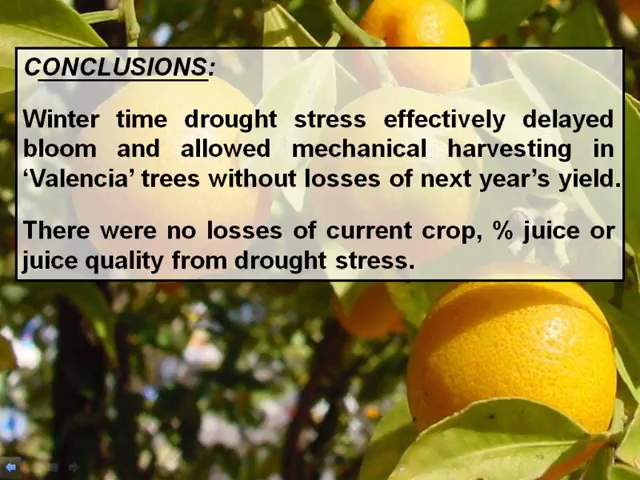 CONCLUSIONS:
Winter time drought stress effectively delayed
bloom and allowed mechanical harvesting in
‘Valencia’ trees without losses of next year’s yield.
There were no losses of current crop, % juice or
juice quality from drought stress.